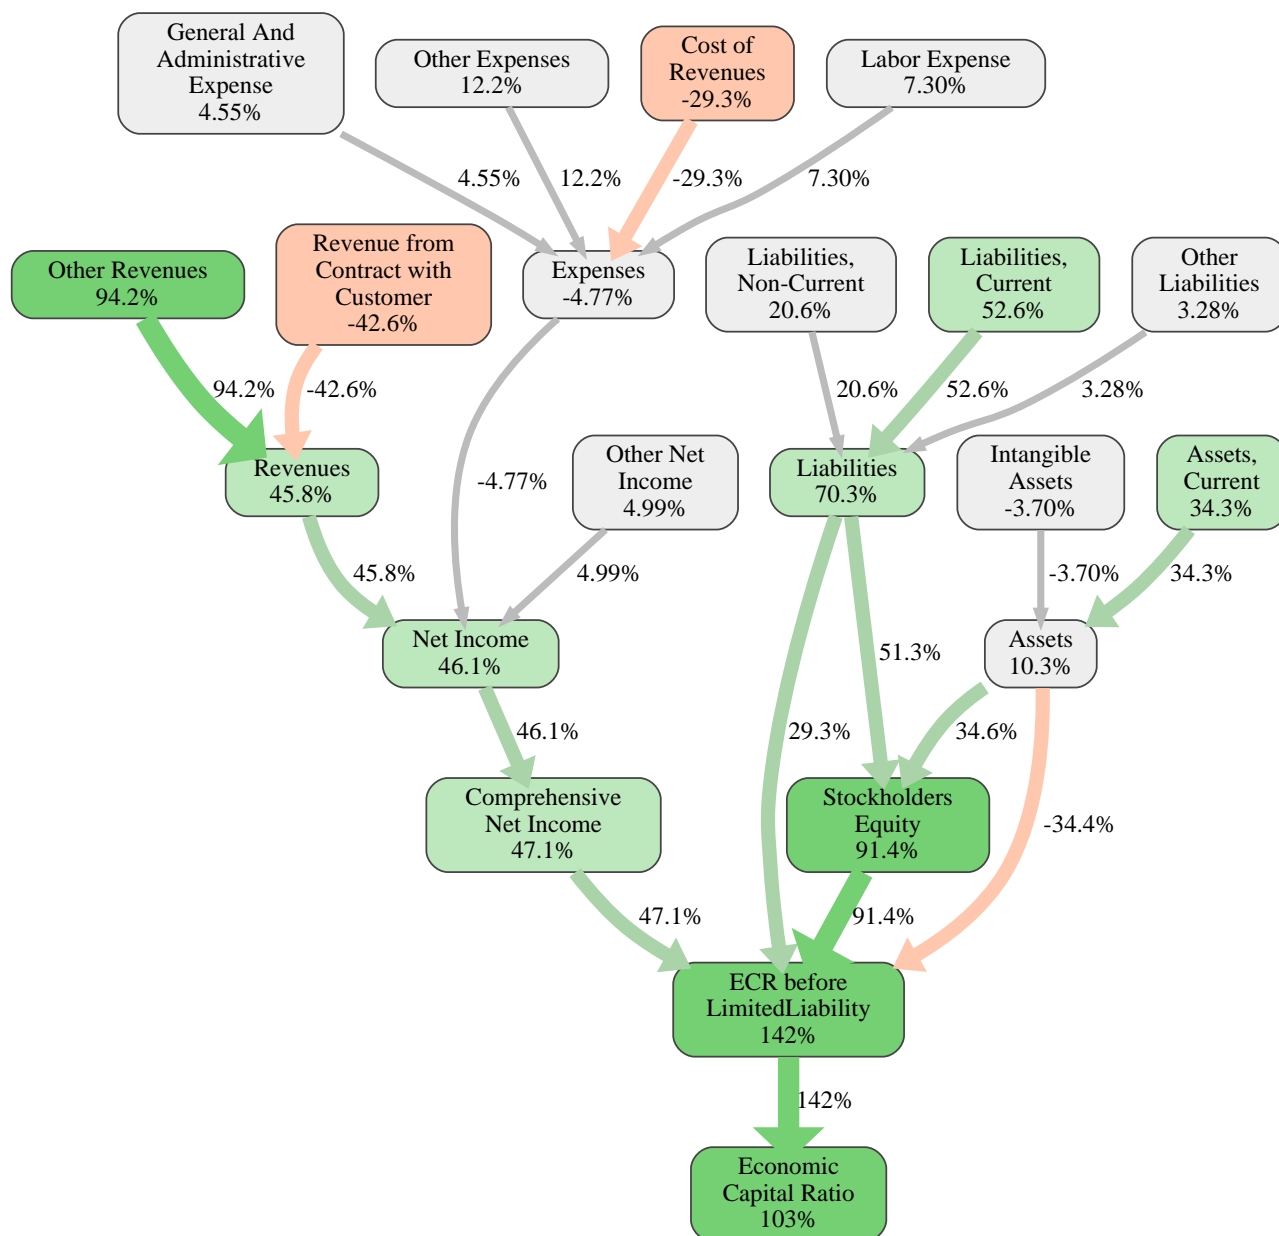 General And
Administrative
Expense
4.55%
Other Expenses
12.2%
Cost of
Revenues
-29.3%
Labor Expense
7.30%
4.55%
12.2%
-29.3%
7.30%
Other Revenues
94.2%
Revenue from
Contract with
Customer
-42.6%
Expenses
-4.77%
Liabilities,
Non-Current
20.6%
Liabilities,
Current
52.6%
Other
Liabilities
3.28%
94.2%
-42.6%
20.6%
52.6%
3.28%
Revenues
45.8%
-4.77%
Other Net
Income
4.99%
Liabilities
70.3%
Intangible
Assets
-3.70%
Assets,
Current
34.3%
45.8%
4.99%
-3.70%
34.3%
Net Income
46.1%
51.3%
Assets
10.3%
46.1%
29.3%
34.6%
Comprehensive
Net Income
47.1%
Stockholders
Equity
91.4%
-34.4%
47.1%
91.4%
ECR before
LimitedLiability
142%
142%
Economic
Capital Ratio
103%